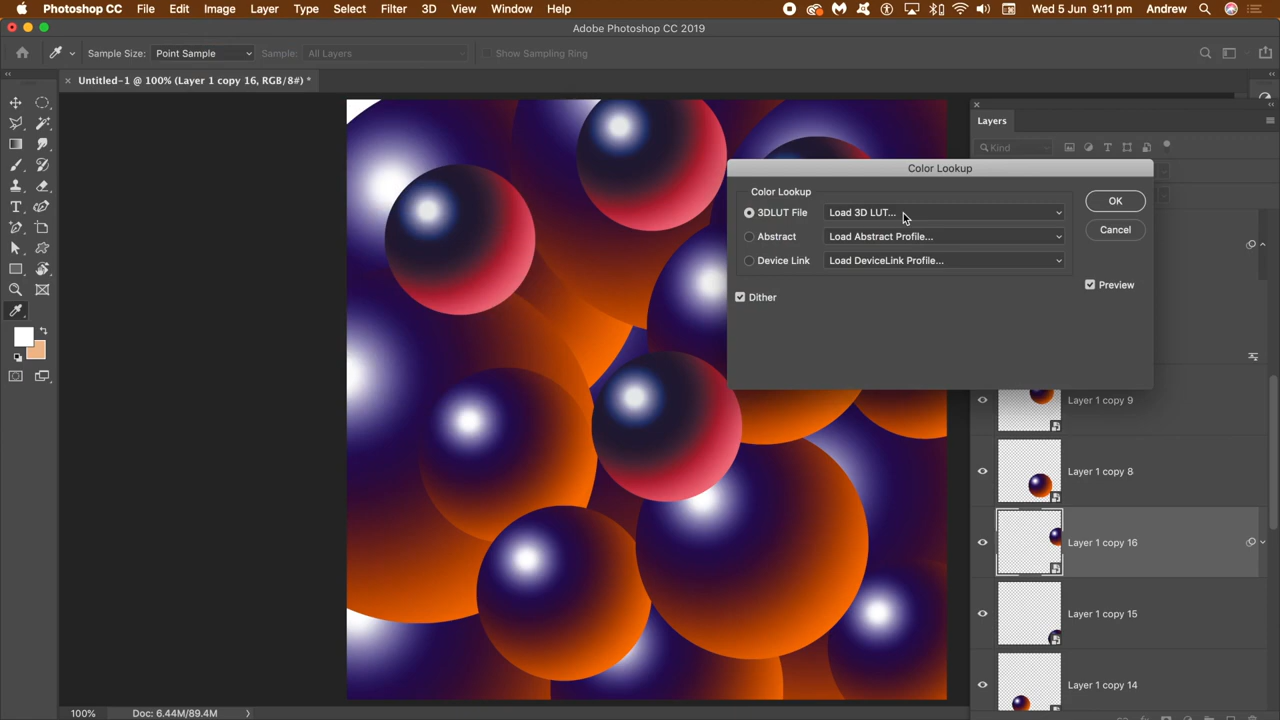 Adobe Photoshop CC File Edit Image Layer Type Select Filter 3D View Window Help Wed 5 Jun 9:11 pm Andrew
Adobe Photoshop CC 2019
Sample Size: Point Sample Sample: All Layers Show Sampling Ring
Untitled-1 @ 100% (Layer 1 copy 16, RGB/8#) *
Layers
Kind
Color Lookup
Color Lookup
3DLUT File Load 3D LUT... OK
Abstract Load Abstract Profile... Cancel
Device Link Load DeviceLink Profile...
Preview
Dither
Layer 1 copy 9
Layer 1 copy 8
Layer 1 copy 16
Layer 1 copy 15
Layer 1 copy 14
100% Doc: 6.44M/89.4M